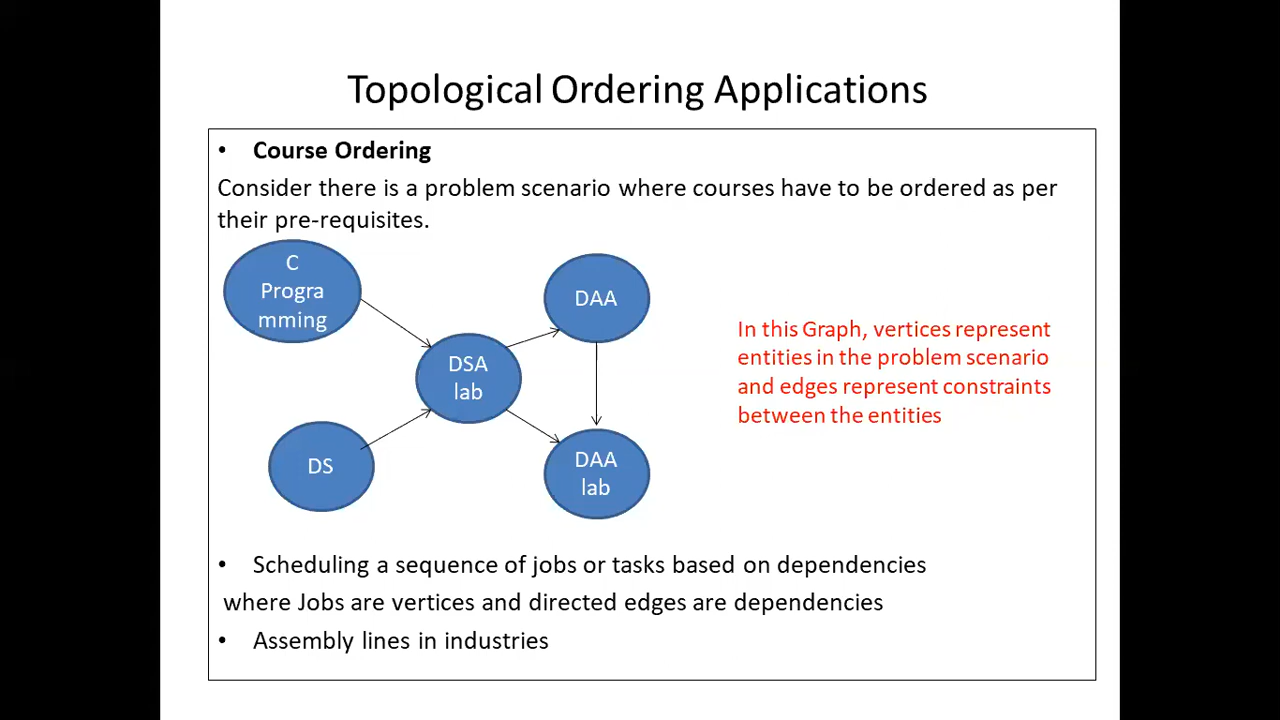 Topological Ordering Applications
• Course Ordering
Consider there is a problem scenario where courses have to be ordered as per
their pre-requisites.
C
Progra
mming
DAA
DSA
lab
DS
DAA
lab
In this Graph, vertices represent
entities in the problem scenario
and edges represent constraints
between the entities
• Scheduling a sequence of jobs or tasks based on dependencies
where Jobs are vertices and directed edges are dependencies
• Assembly lines in industries